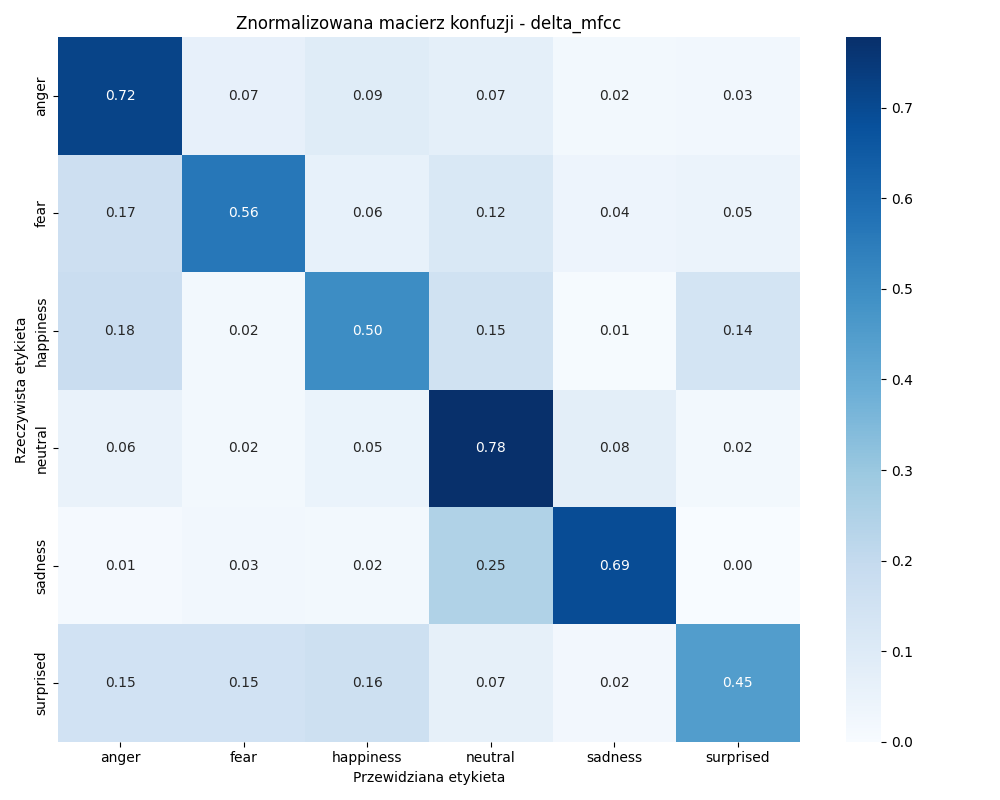 Znormalizowana macierz konfuzji - delta_mfcc
Rzeczywista etykieta
anger 0.72 0.07 0.09 0.07 0.02 0.03
fear 0.17 0.56 0.06 0.12 0.04 0.05
happiness 0.18 0.02 0.50 0.15 0.01 0.14
neutral 0.06 0.02 0.05 0.78 0.08 0.02
sadness 0.01 0.03 0.02 0.25 0.69 0.00
surprised 0.15 0.15 0.16 0.07 0.02 0.45
anger fear happiness neutral sadness surprised
Przewidziana etykieta
0.7
0.6
0.5
0.4
0.3
0.2
0.1
0.0